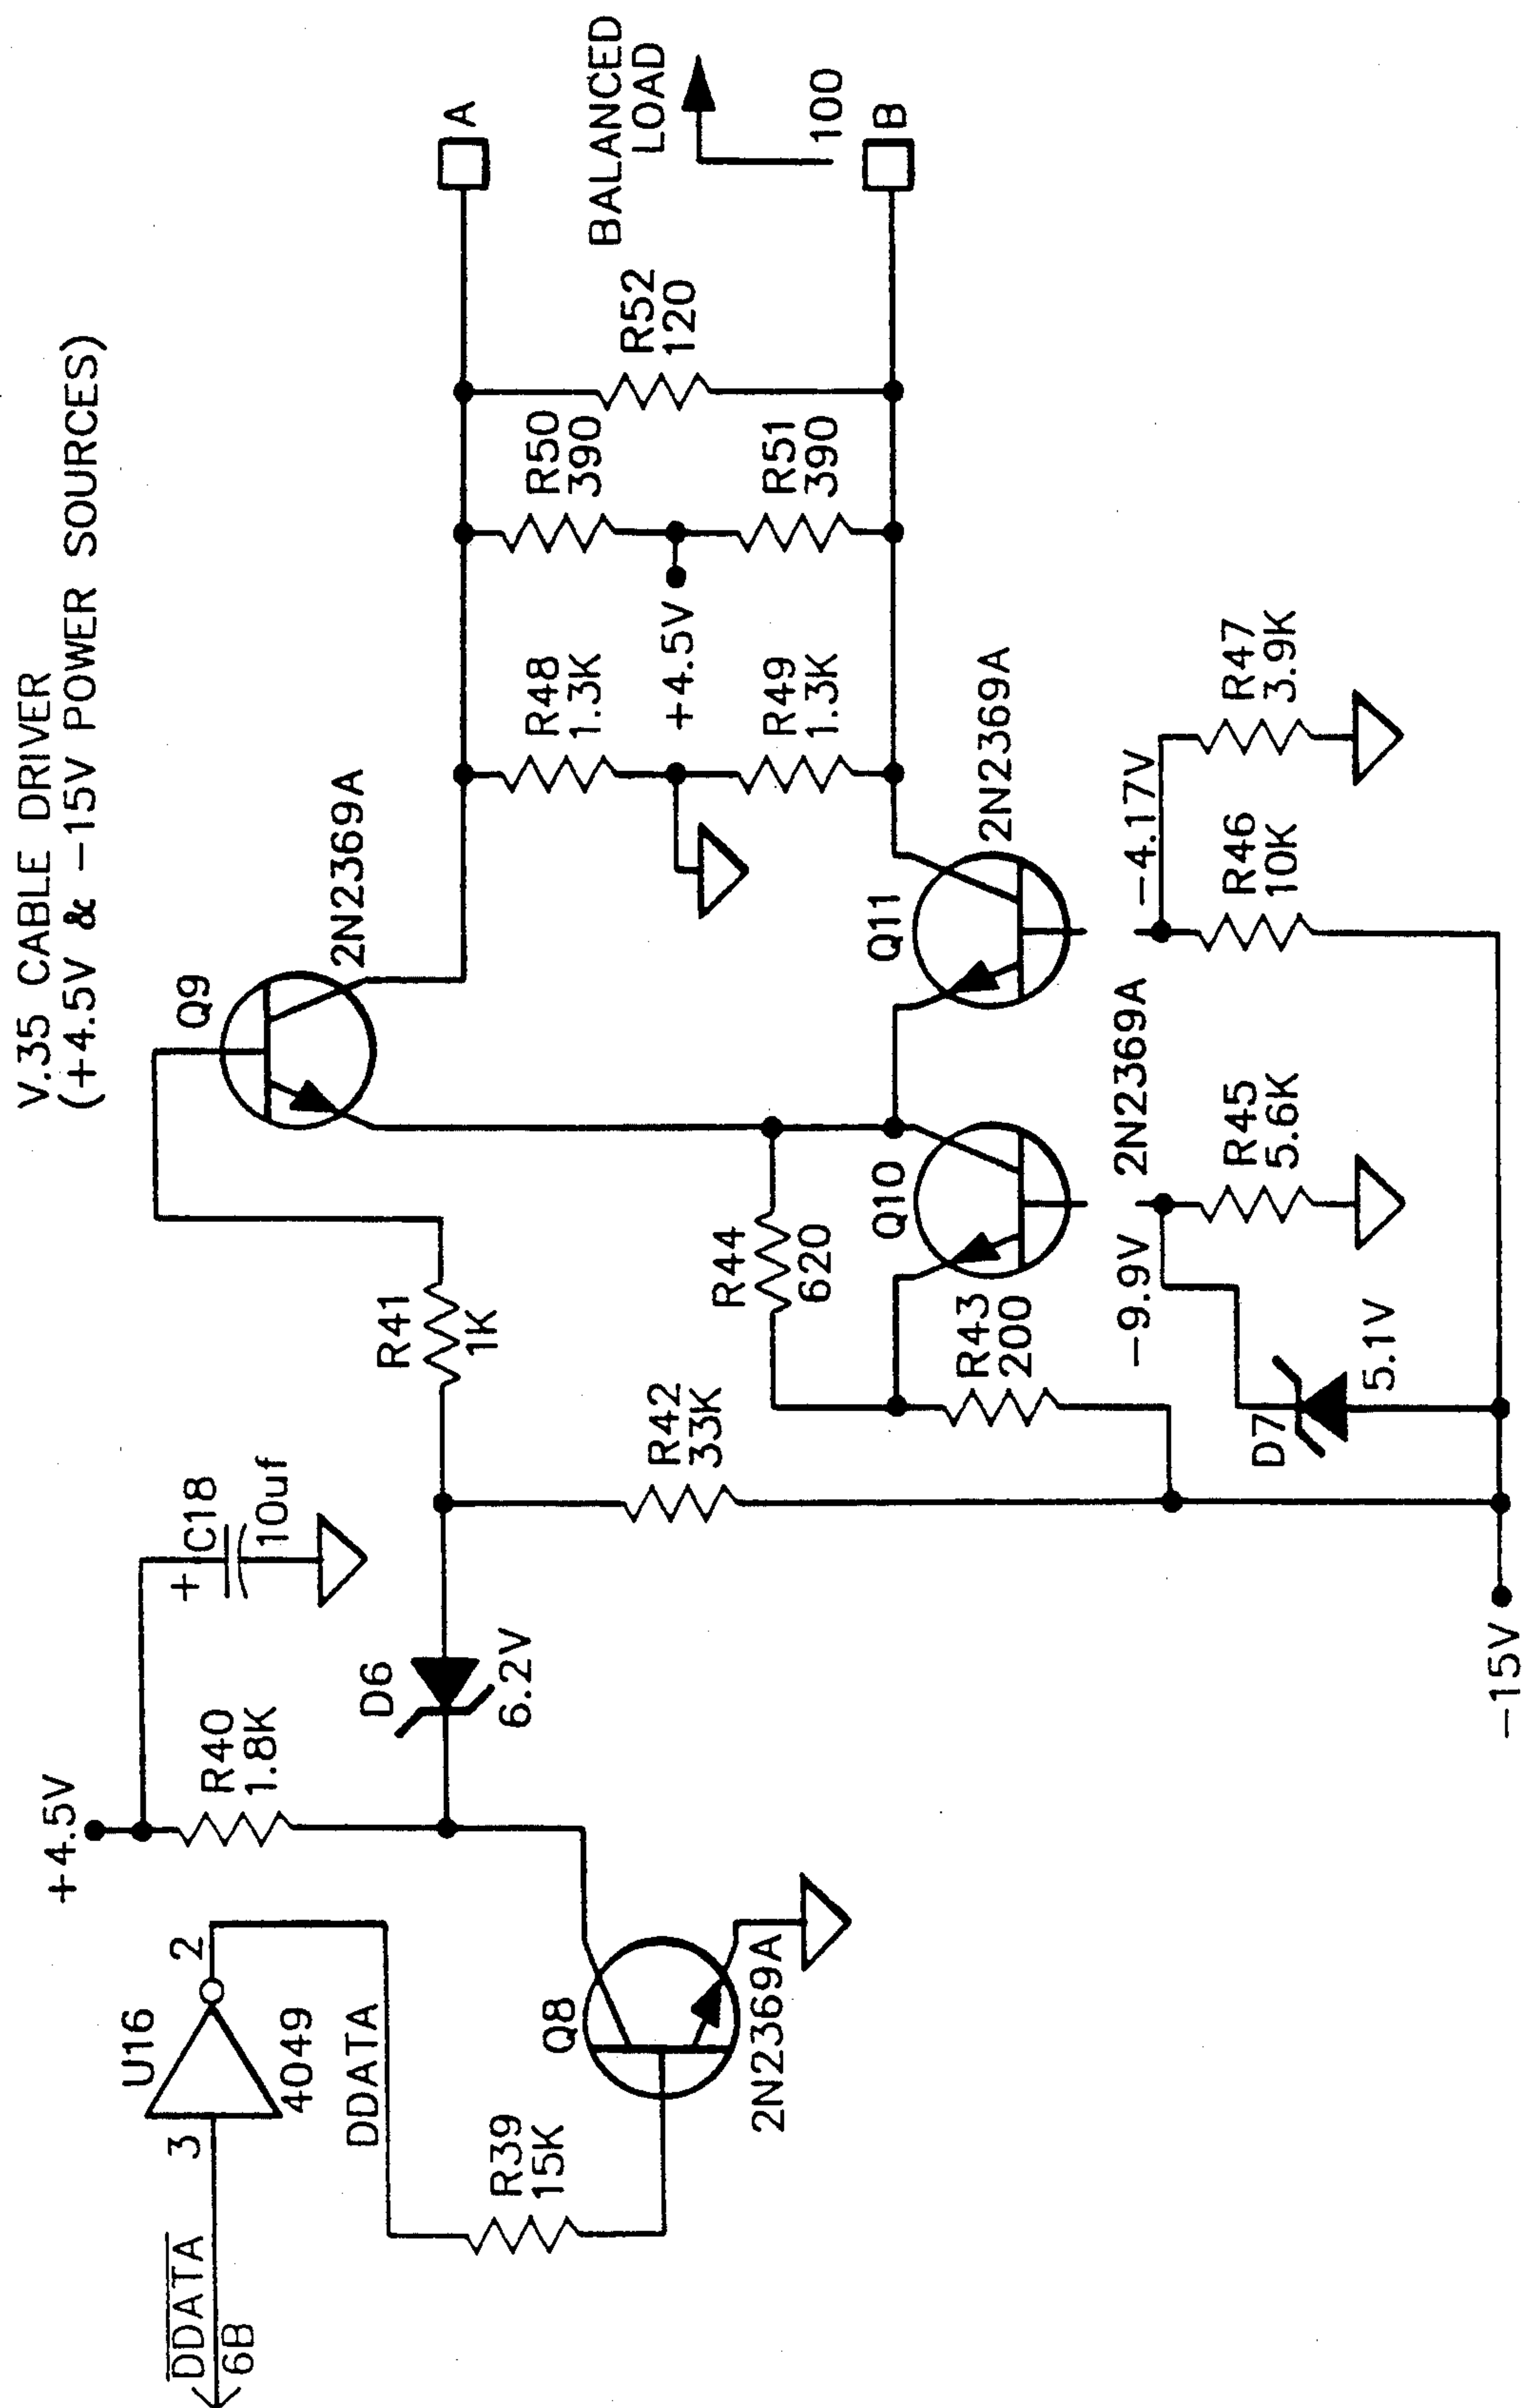 V.35 CABLE DRIVER
(+4.5V & -15V POWER SOURCES)
DDATA
6B
3
U16
2
4049
DDATA
R39
15K
Q8
2N2369A
+4.5V
R40
1.8K
+
C18
10uf
D6
6.2V
R41
1K
R42
33K
Q9
2N2369A
R44
620
R43
200
Q10
2N2369A
Q11
2N2369A
-9.9V
R45
5.6K
D7
5.1V
-15V
-4.17V
R46
10K
R47
3.9K
R48
1.3K
R49
1.3K
+4.5V
R50
390
R51
390
R52
120
A
BALANCED
LOAD
100
B